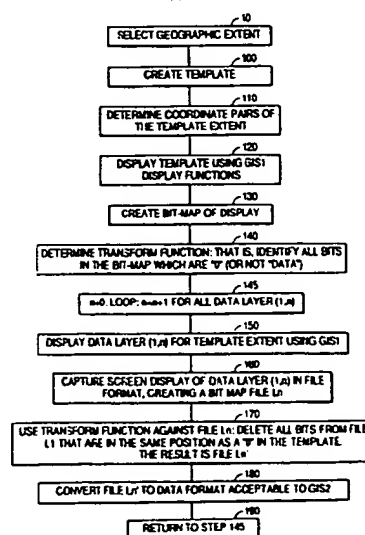 10
SELECT GEOGRAPHIC EXTENT
100
CREATE TEMPLATE
110
DETERMINE COORDINATE PAIRS OF
THE TEMPLATE EXTENT
120
DISPLAY TEMPLATE USING GIS1
DISPLAY FUNCTIONS
130
CREATE BIT-MAP OF DISPLAY
140
DETERMINE TRANSFORM FUNCTION: THAT IS, IDENTIFY ALL BITS
IN THE BIT-MAP WHICH ARE "0" (OR NOT "DATA")
145
n=0. LOOP: n=n+1 FOR ALL DATA LAYER (1,n)
150
DISPLAY DATA LAYER (1,n) FOR TEMPLATE EXTENT USING GIS1
160
CAPTURE SCREEN DISPLAY OF DATA LAYER (1,n) IN FILE
FORMAT, CREATING A BIT MAP FILE Ln
170
USE TRANSFORM FUNCTION AGAINST FILE Ln: DELETE ALL BITS FROM FILE
L1 THAT ARE IN THE SAME POSITION AS A "0" IN THE TEMPLATE.
THE RESULT IS FILE Ln'
180
CONVERT FILE Ln' TO DATA FORMAT ACCEPTABLE TO GIS2
190
RETURN TO STEP 145